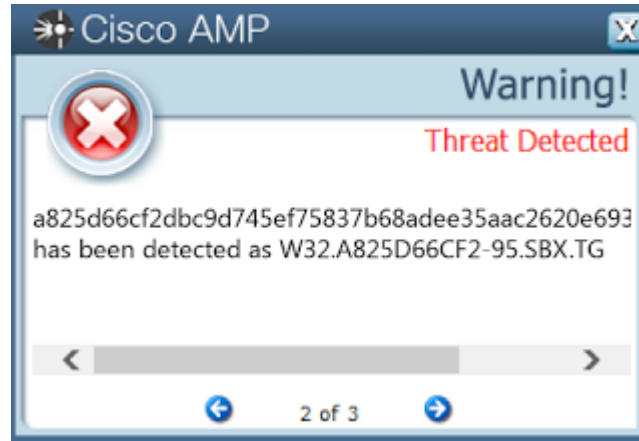 Cisco AMP
Warning!
Threat Detected
a825d66cf2dbc9d745ef75837b68adee35aac2620e693
has been detected as W32.A825D66CF2-95.SBX.TG
2 of 3